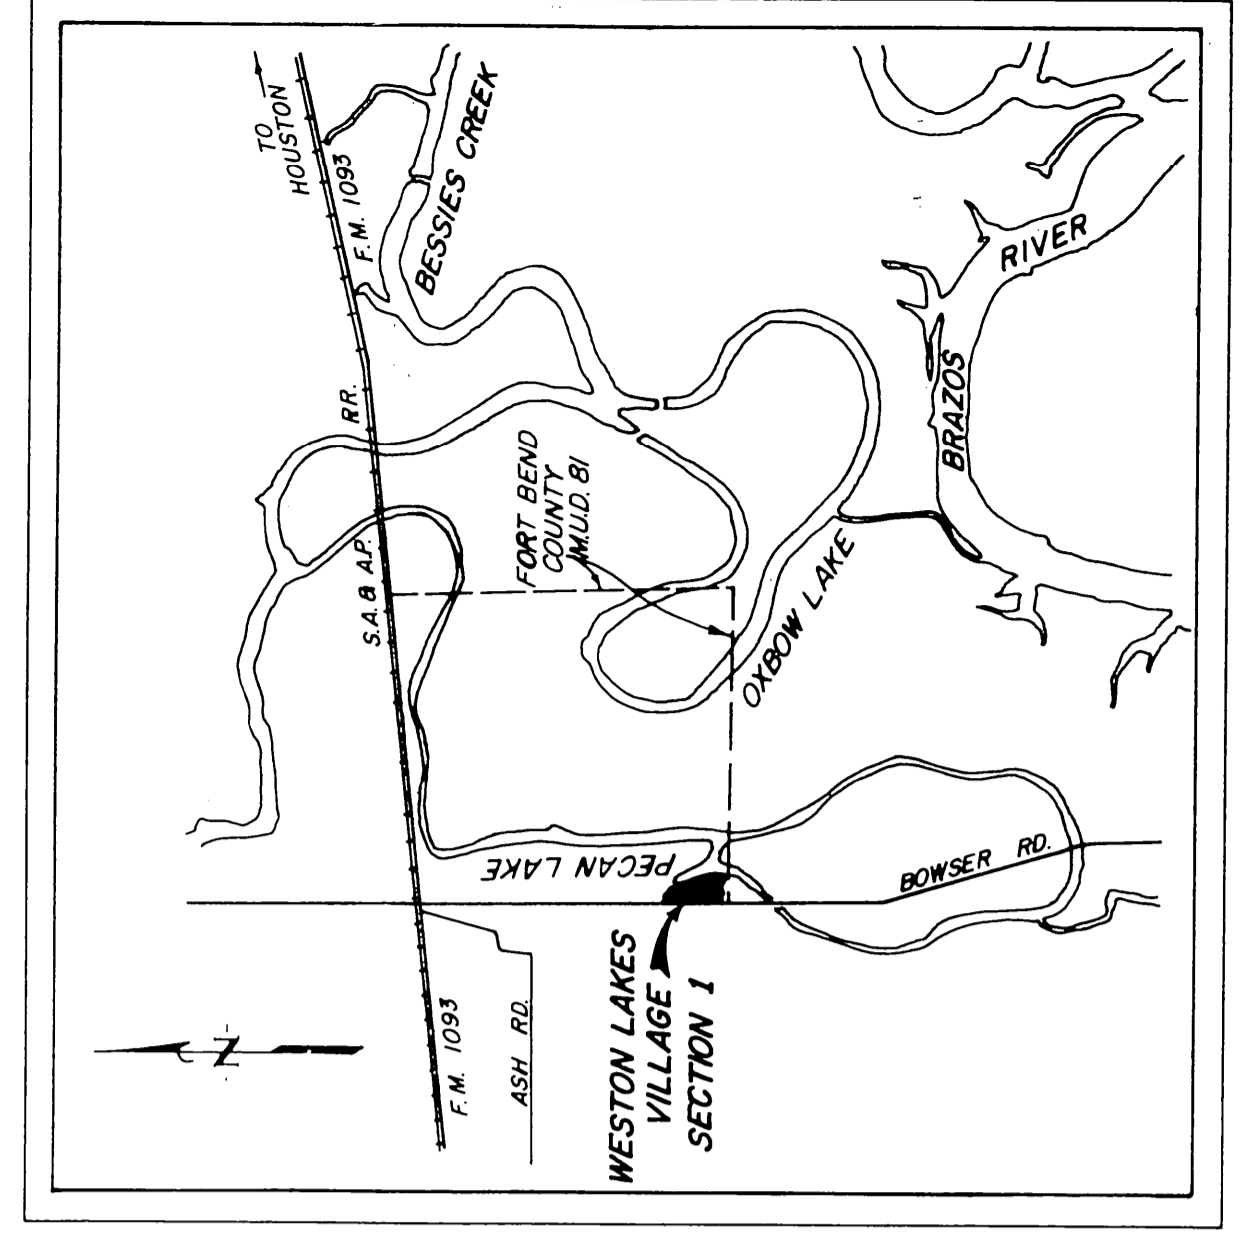 TO
HOUSTON
F.M. 1093
BESSIES CREEK
S.A. & A.P. RR.
FORT BEND
COUNTY
M.U.D. 81
BRAZOS RIVER
OXBOW LAKE
PECAN LAKE
BOWSER RD.
WESTON LAKES
VILLAGE
SECTION 1
F.M. 1093
ASH RD.
N